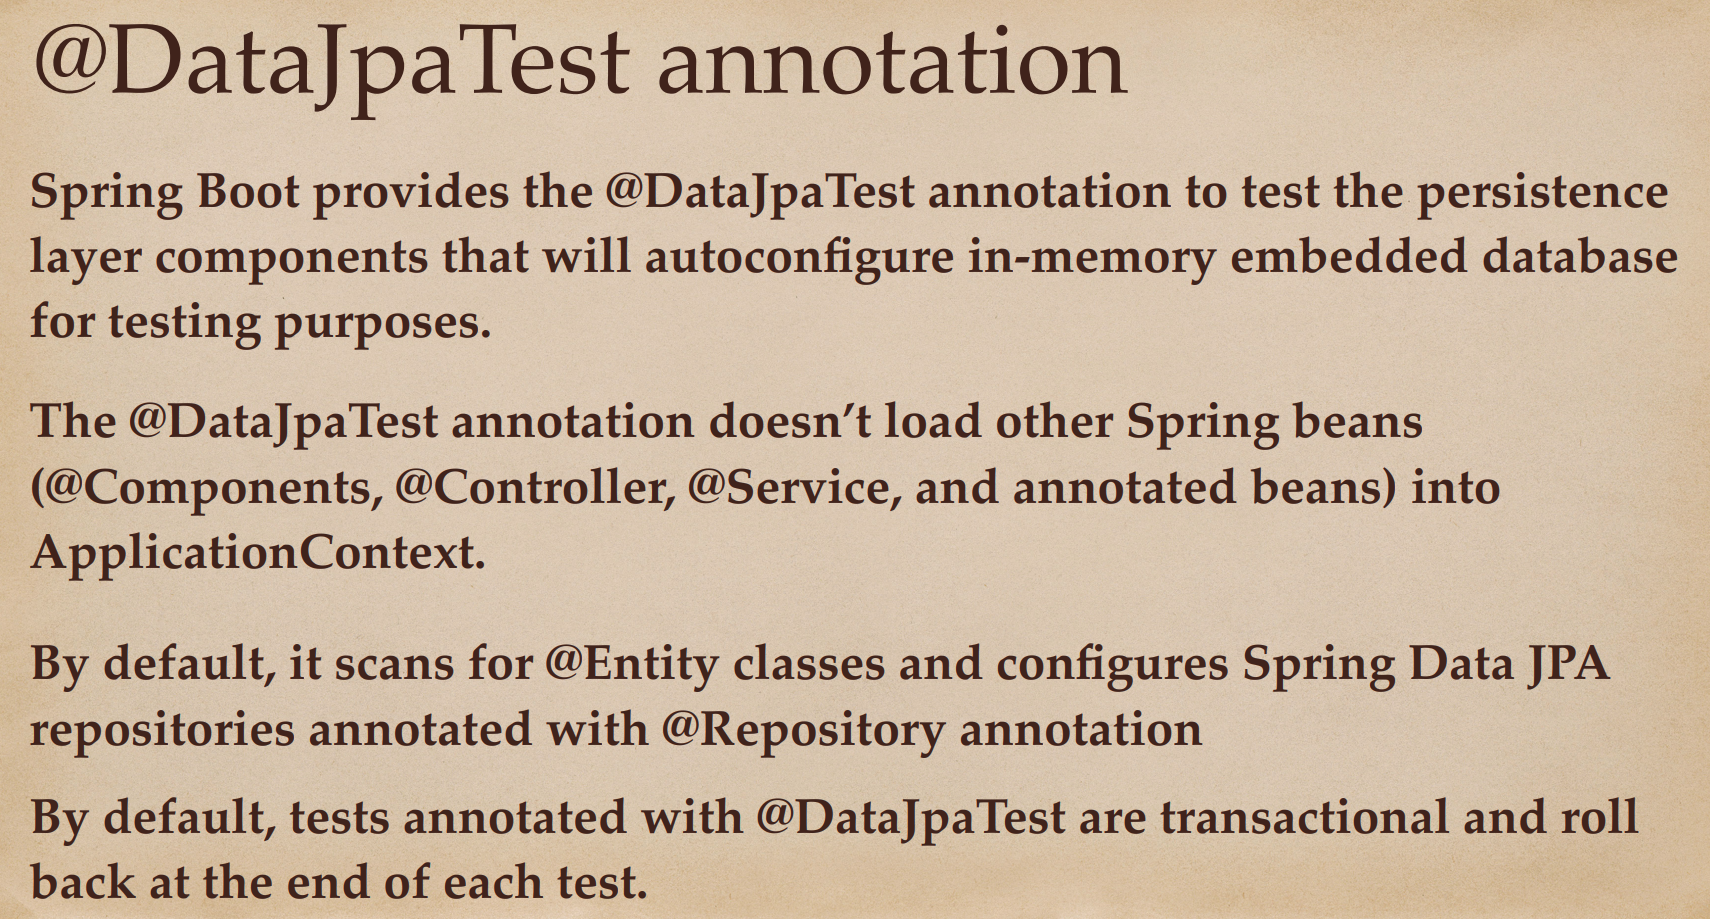 @DataJpaTest annotation
Spring Boot provides the @DataJpaTest annotation to test the persistence
layer components that will autoconfigure in-memory embedded database
for testing purposes.
The @DataJpaTest annotation doesn’t load other Spring beans
(@Components, @Controller, @Service, and annotated beans) into
ApplicationContext.
By default, it scans for @Entity classes and configures Spring Data JPA
repositories annotated with @Repository annotation
By default, tests annotated with @DataJpaTest are transactional and roll
back at the end of each test.